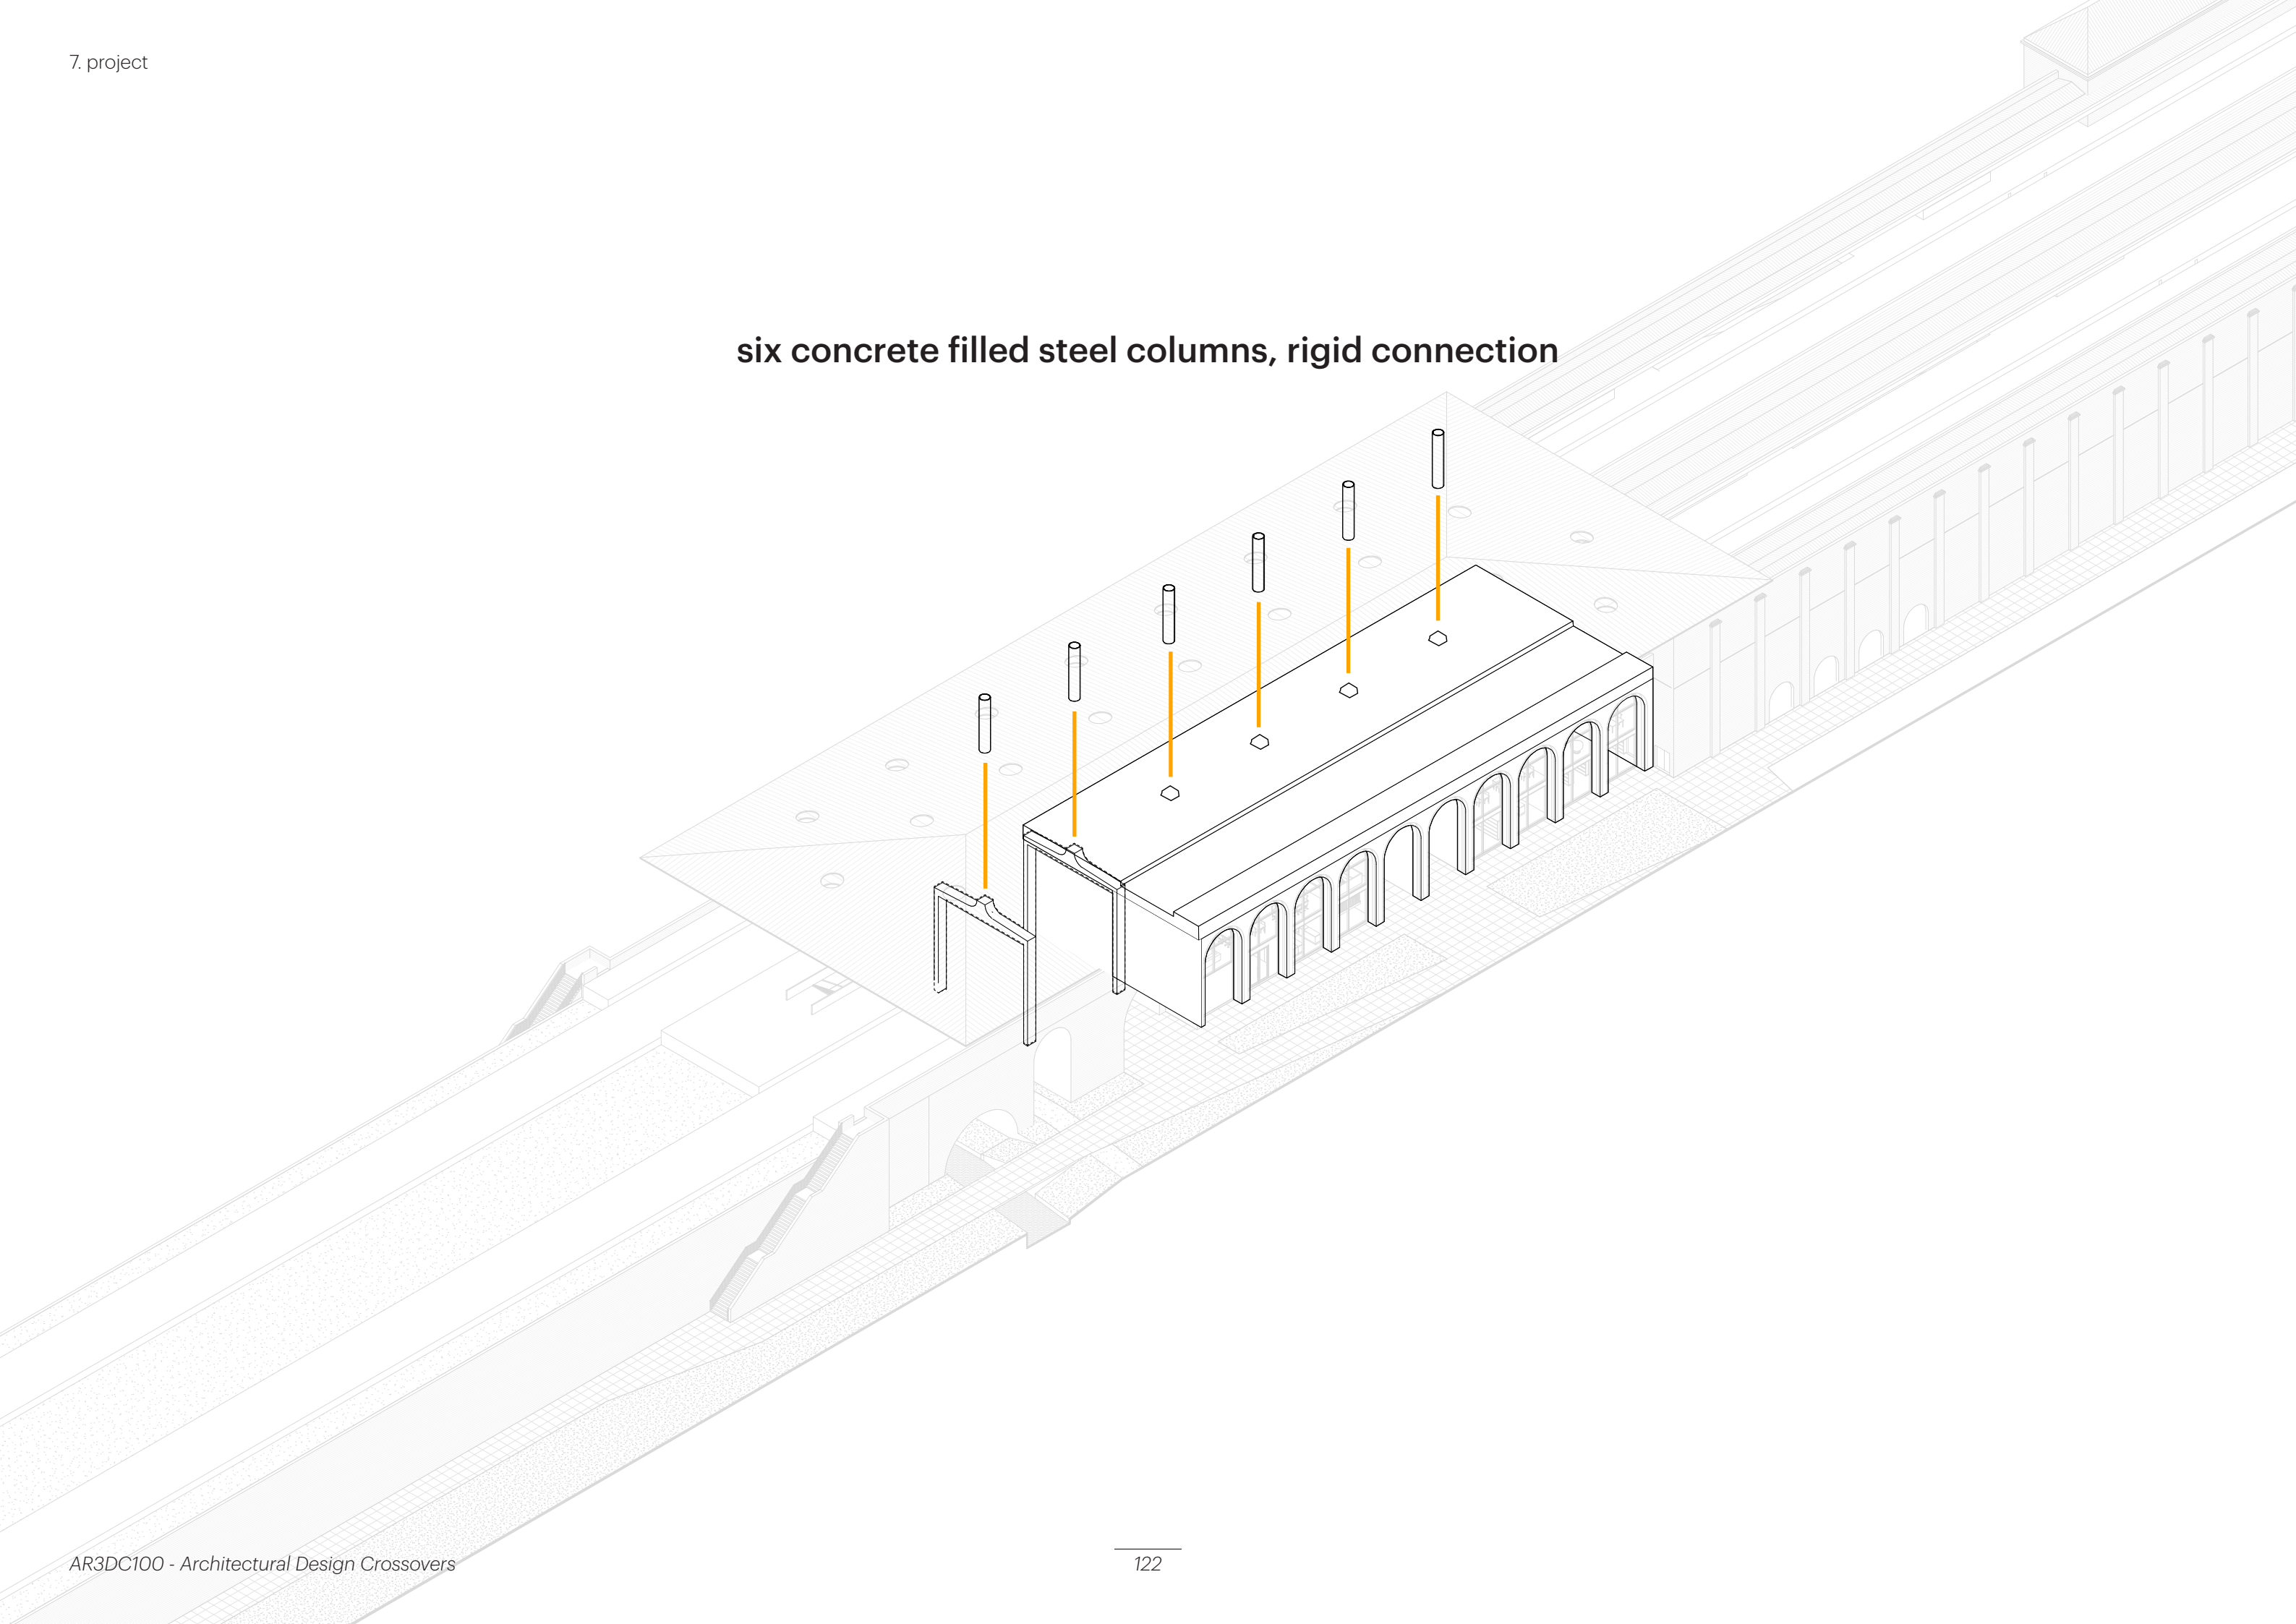 7. project
six concrete filled steel columns, rigid connection
AR3DC100 - Architectural Design Crossovers
122